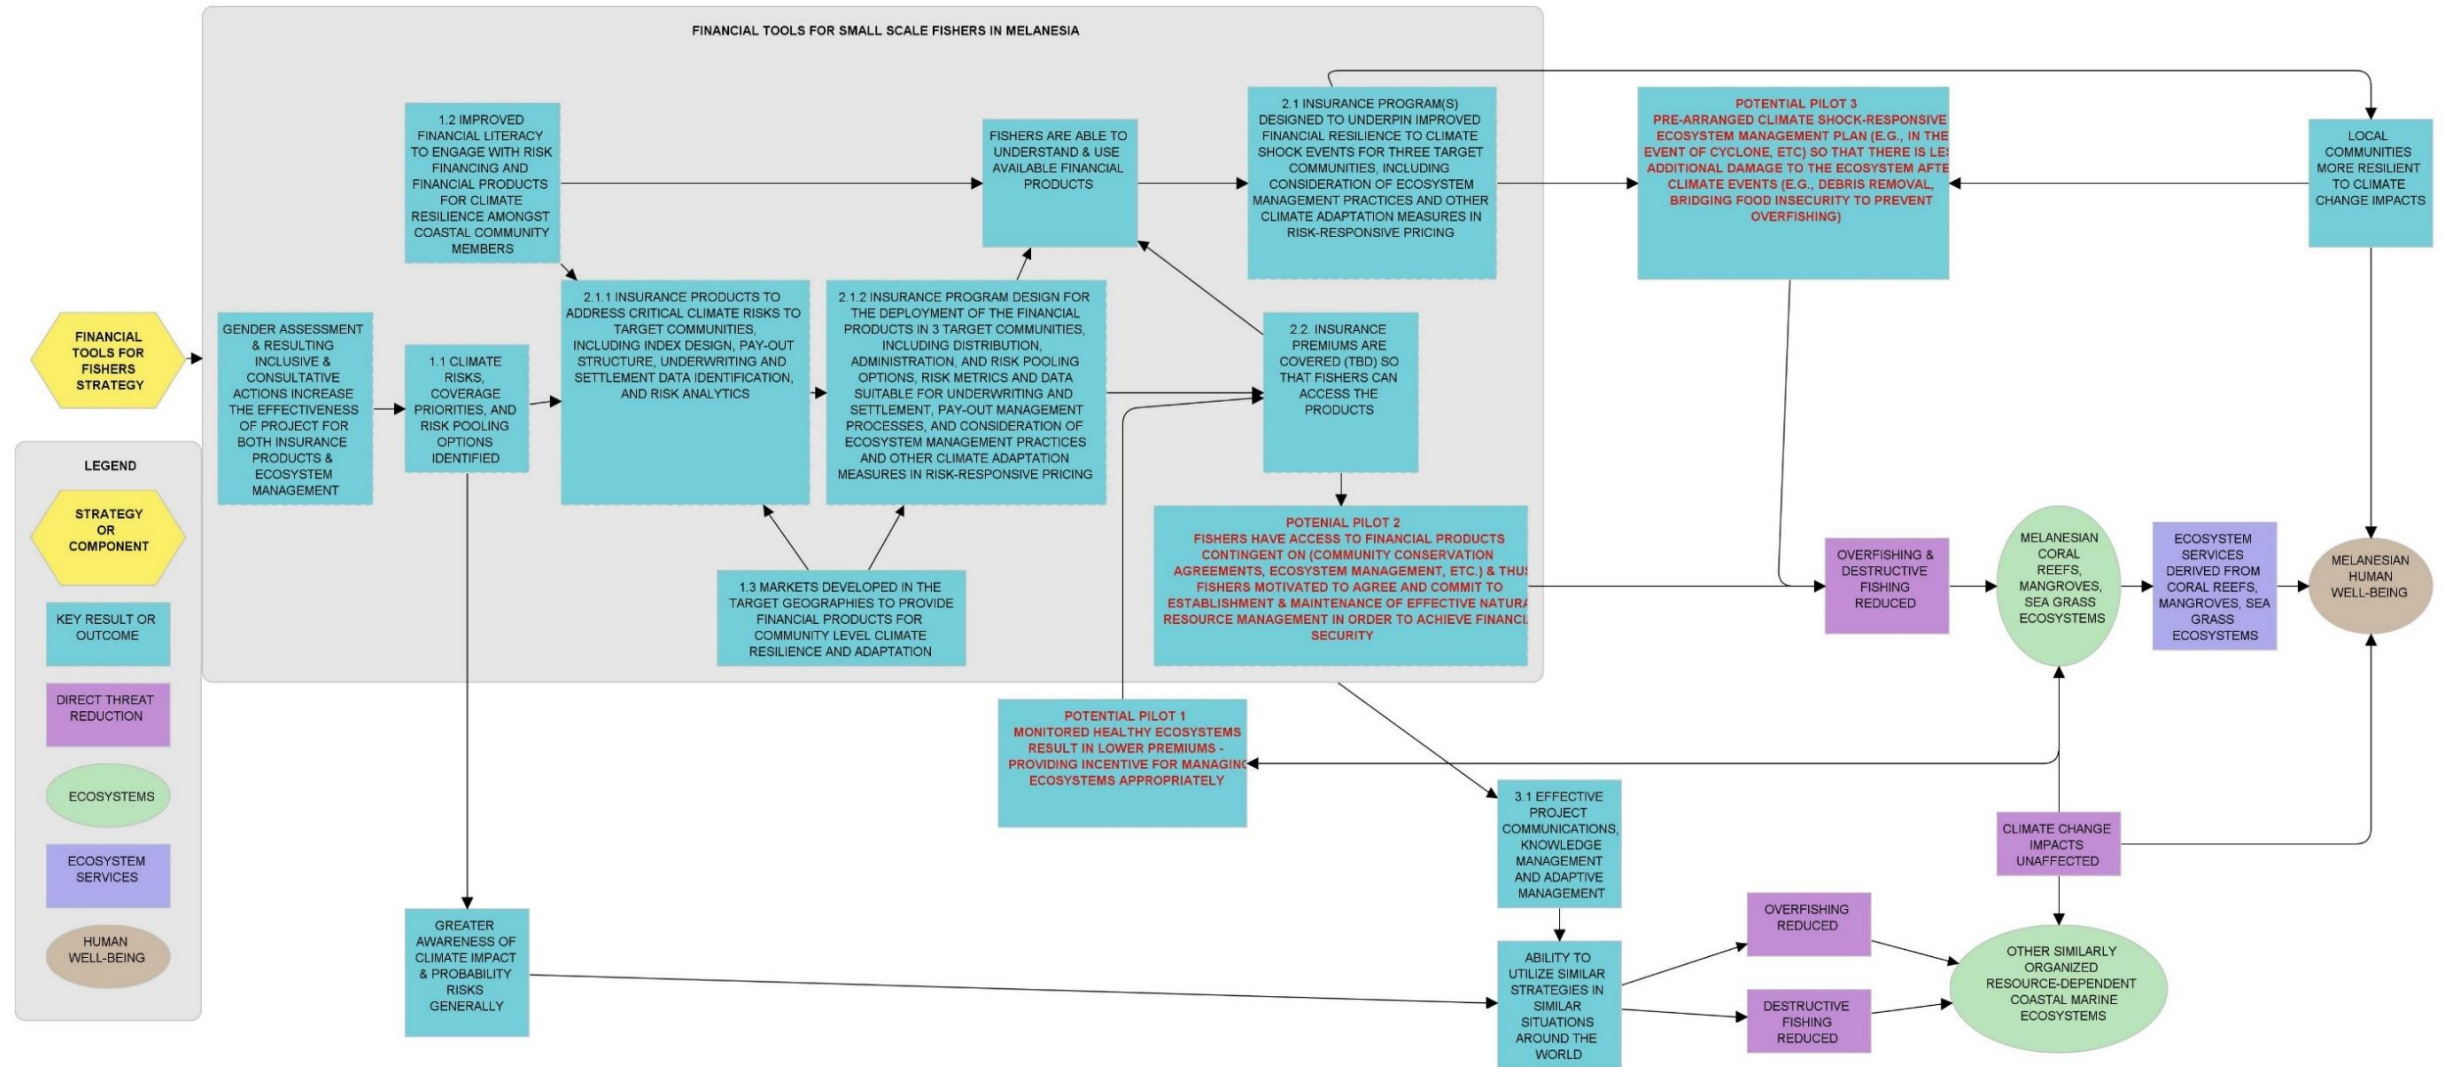 FINANCIAL TOOLS FOR SMALL SCALE FISHERS IN MELANESIA
FINANCIAL
TOOLS FOR
FISHERS
STRATEGY
LEGEND
STRATEGY
OR
COMPONENT
KEY RESULT OR
OUTCOME
DIRECT THREAT
REDUCTION
ECOSYSTEMS
ECOSYSTEM
SERVICES
HUMAN
WELL-BEING
GENDER ASSESSMENT
& RESULTING
INCLUSIVE &
CONSULTATIVE
ACTIONS INCREASE
THE EFFECTIVENESS
OF PROJECT FOR
BOTH INSURANCE
PRODUCTS &
ECOSYSTEM
MANAGEMENT
1.2 IMPROVED
FINANCIAL LITERACY
TO ENGAGE WITH RISK
FINANCING AND
FINANCIAL PRODUCTS
FOR CLIMATE
RESILIENCE AMONGST
COASTAL COMMUNITY
MEMBERS
1.1 CLIMATE
RISKS,
COVERAGE
PRIORITIES, AND
RISK POOLING
OPTIONS
IDENTIFIED
2.1.1 INSURANCE PRODUCTS TO
ADDRESS CRITICAL CLIMATE RISKS TO
TARGET COMMUNITIES,
INCLUDING INDEX DESIGN, PAY-OUT
STRUCTURE, UNDERWRITING AND
SETTLEMENT DATA IDENTIFICATION,
AND RISK ANALYTICS
2.1.2 INSURANCE PROGRAM DESIGN FOR
THE DEPLOYMENT OF THE FINANCIAL
PRODUCTS IN 3 TARGET COMMUNITIES,
INCLUDING DISTRIBUTION,
ADMINISTRATION, AND RISK POOLING
OPTIONS, RISK METRICS AND DATA
SUITABLE FOR UNDERWRITING AND
SETTLEMENT, PAY-OUT MANAGEMENT
PROCESSES, AND CONSIDERATION OF
ECOSYSTEM MANAGEMENT PRACTICES
AND OTHER CLIMATE ADAPTATION
MEASURES IN RISK-RESPONSIVE PRICING
1.3 MARKETS DEVELOPED IN THE
TARGET GEOGRAPHIES TO PROVIDE
FINANCIAL PRODUCTS FOR
COMMUNITY LEVEL CLIMATE
RESILIENCE AND ADAPTATION
FISHERS ARE ABLE TO
UNDERSTAND & USE
AVAILABLE FINANCIAL
PRODUCTS
2.1 INSURANCE PROGRAM(S)
DESIGNED TO UNDERPIN IMPROVED
FINANCIAL RESILIENCE TO CLIMATE
SHOCK EVENTS FOR THREE TARGET
COMMUNITIES, INCLUDING
CONSIDERATION OF ECOSYSTEM
MANAGEMENT PRACTICES AND OTHER
CLIMATE ADAPTATION MEASURES IN
RISK-RESPONSIVE PRICING
2.2. INSURANCE
PREMIUMS ARE
COVERED (TBD) SO
THAT FISHERS CAN
ACCESS THE
PRODUCTS
POTENIAL PILOT 2
FISHERS HAVE ACCESS TO FINANCIAL PRODUCTS
CONTINGENT ON (COMMUNITY CONSERVATION
AGREEMENTS, ECOSYSTEM MANAGEMENT, ETC.) & THUS
FISHERS MOTIVATED TO AGREE AND COMMIT TO
ESTABLISHMENT & MAINTENANCE OF EFFECTIVE NATURA
RESOURCE MANAGEMENT IN ORDER TO ACHIEVE FINANCI
SECURITY
POTENTIAL PILOT 3
PRE-ARRANGED CLIMATE SHOCK-RESPONSIVE
ECOSYSTEM MANAGEMENT PLAN (E.G., IN THE
EVENT OF CYCLONE, ETC) SO THAT THERE IS LES
ADDITIONAL DAMAGE TO THE ECOSYSTEM AFTE
CLIMATE EVENTS (E.G., DEBRIS REMOVAL,
BRIDGING FOOD INSECURITY TO PREVENT
OVERFISHING)
LOCAL
COMMUNITIES
MORE RESILIENT
TO CLIMATE
CHANGE IMPACTS
OVERFISHING &
DESTRUCTIVE
FISHING
REDUCED
MELANESIAN
CORAL
REEFS,
MANGROVES,
SEA GRASS
ECOSYSTEMS
ECOSYSTEM
SERVICES
DERIVED FROM
CORAL REEFS,
MANGROVES, SEA
GRASS
ECOSYSTEMS
MELANESIAN
HUMAN
WELL-BEING
POTENTIAL PILOT 1
MONITORED HEALTHY ECOSYSTEMS
RESULT IN LOWER PREMIUMS -
PROVIDING INCENTIVE FOR MANAGING
ECOSYSTEMS APPROPRIATELY
3.1 EFFECTIVE
PROJECT
COMMUNICATIONS,
KNOWLEDGE
MANAGEMENT
AND ADAPTIVE
MANAGEMENT
CLIMATE CHANGE
IMPACTS
UNAFFECTED
GREATER
AWARENESS OF
CLIMATE IMPACT
& PROBABILITY
RISKS
GENERALLY
ABILITY TO
UTILIZE SIMILAR
STRATEGIES IN
SIMILAR
SITUATIONS
AROUND THE
WORLD
OVERFISHING
REDUCED
DESTRUCTIVE
FISHING
REDUCED
OTHER SIMILARLY
ORGANIZED
RESOURCE-DEPENDENT
COASTAL MARINE
ECOSYSTEMS